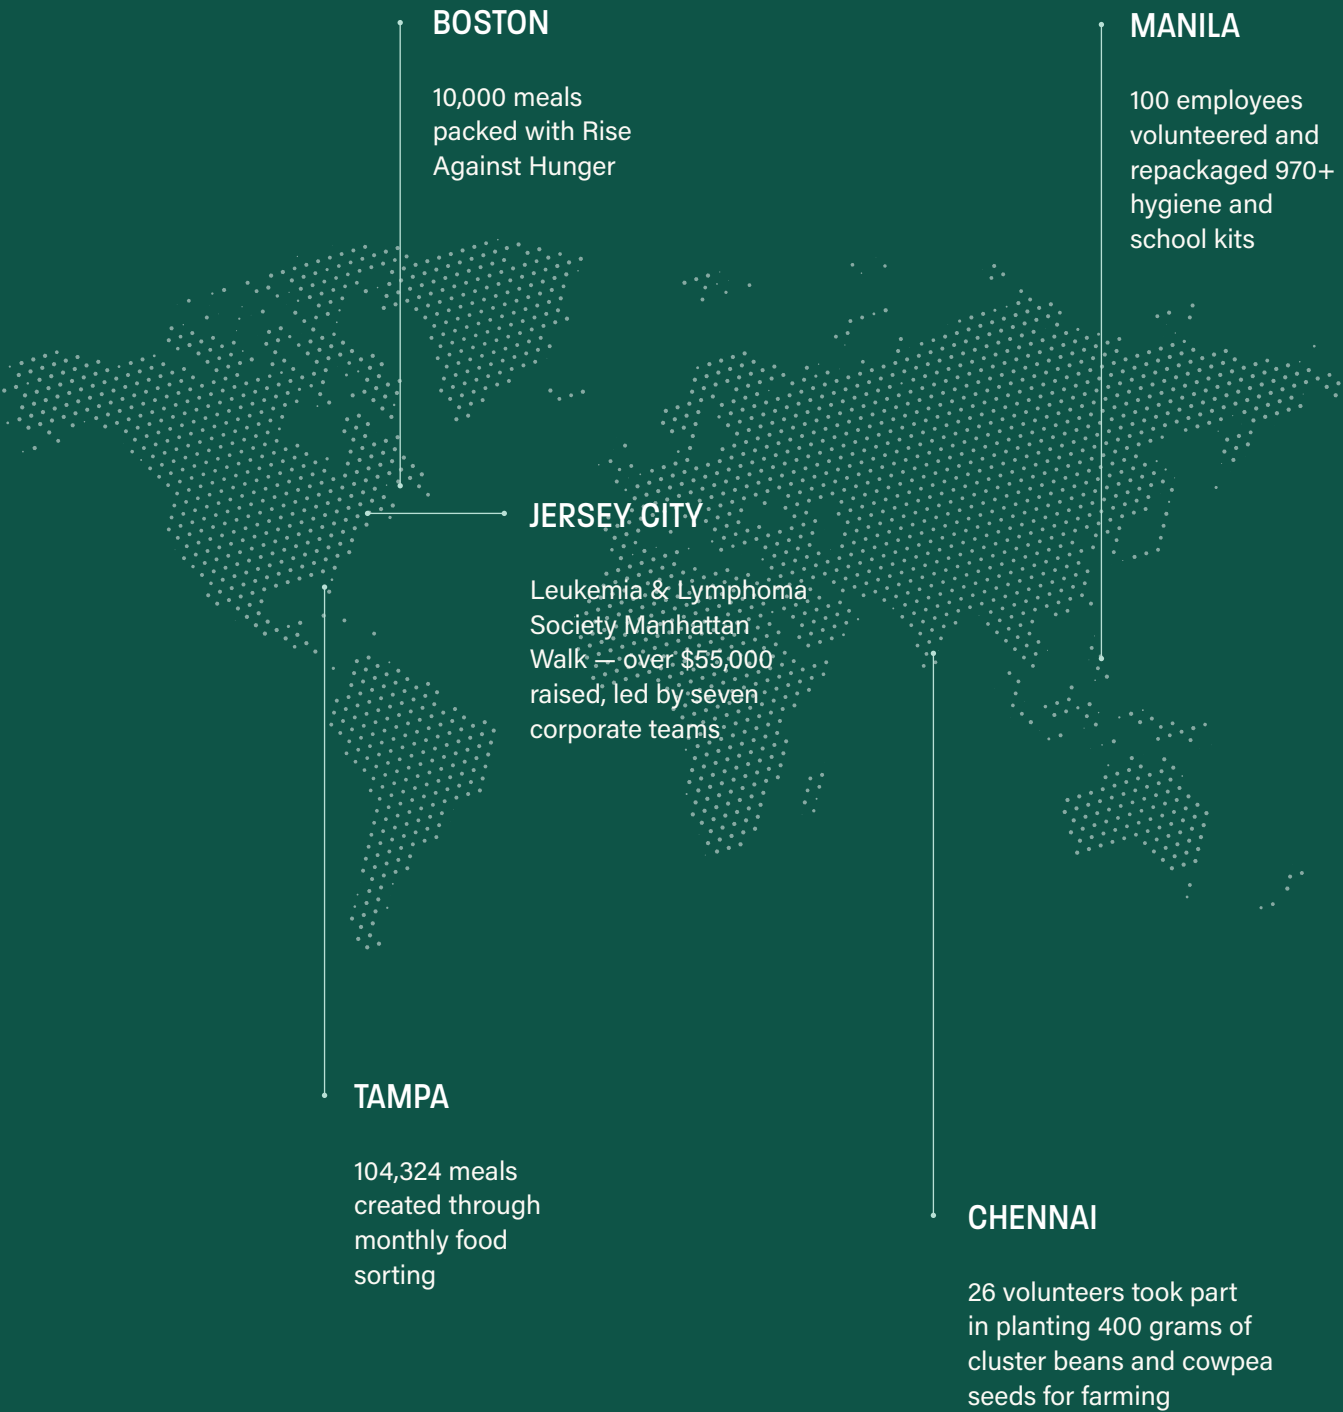 BOSTON
10,000 meals
packed with Rise
Against Hunger
MANILA
100 employees
volunteered and
repackaged 970+
hygiene and
school kits
JERSEY CITY
Leukemia & Lymphoma
Society Manhattan
Walk — over $55,000
raised, led by seven
corporate teams
TAMPA
104,324 meals
created through
monthly food
sorting
CHENNAI
26 volunteers took part
in planting 400 grams of
cluster beans and cowpea
seeds for farming